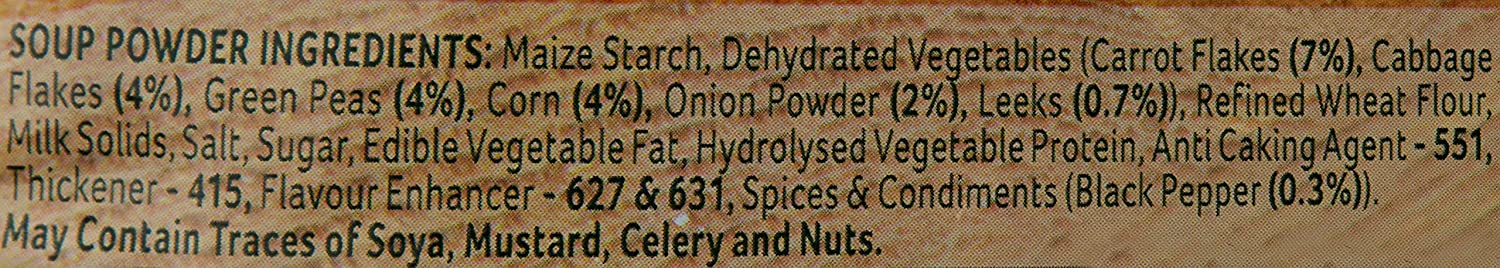 SOUP POWDER INGREDIENTS: Maize Starch, Dehydrated Vegetables (Carrot Flakes (7%), Cabbage
Flakes (4%), Green Peas (4%), Corn (4%), Onion Powder (2%), Leeks (0.7%)), Refined Wheat Flour,
Milk Solids, Salt, Sugar, Edible Vegetable Fat, Hydrolysed Vegetable Protein, Anti Caking Agent - 551,
Thickener - 415, Flavour Enhancer - 627 & 631, Spices & Condiments (Black Pepper (0.3%)).
May Contain Traces of Soya, Mustard, Celery and Nuts.